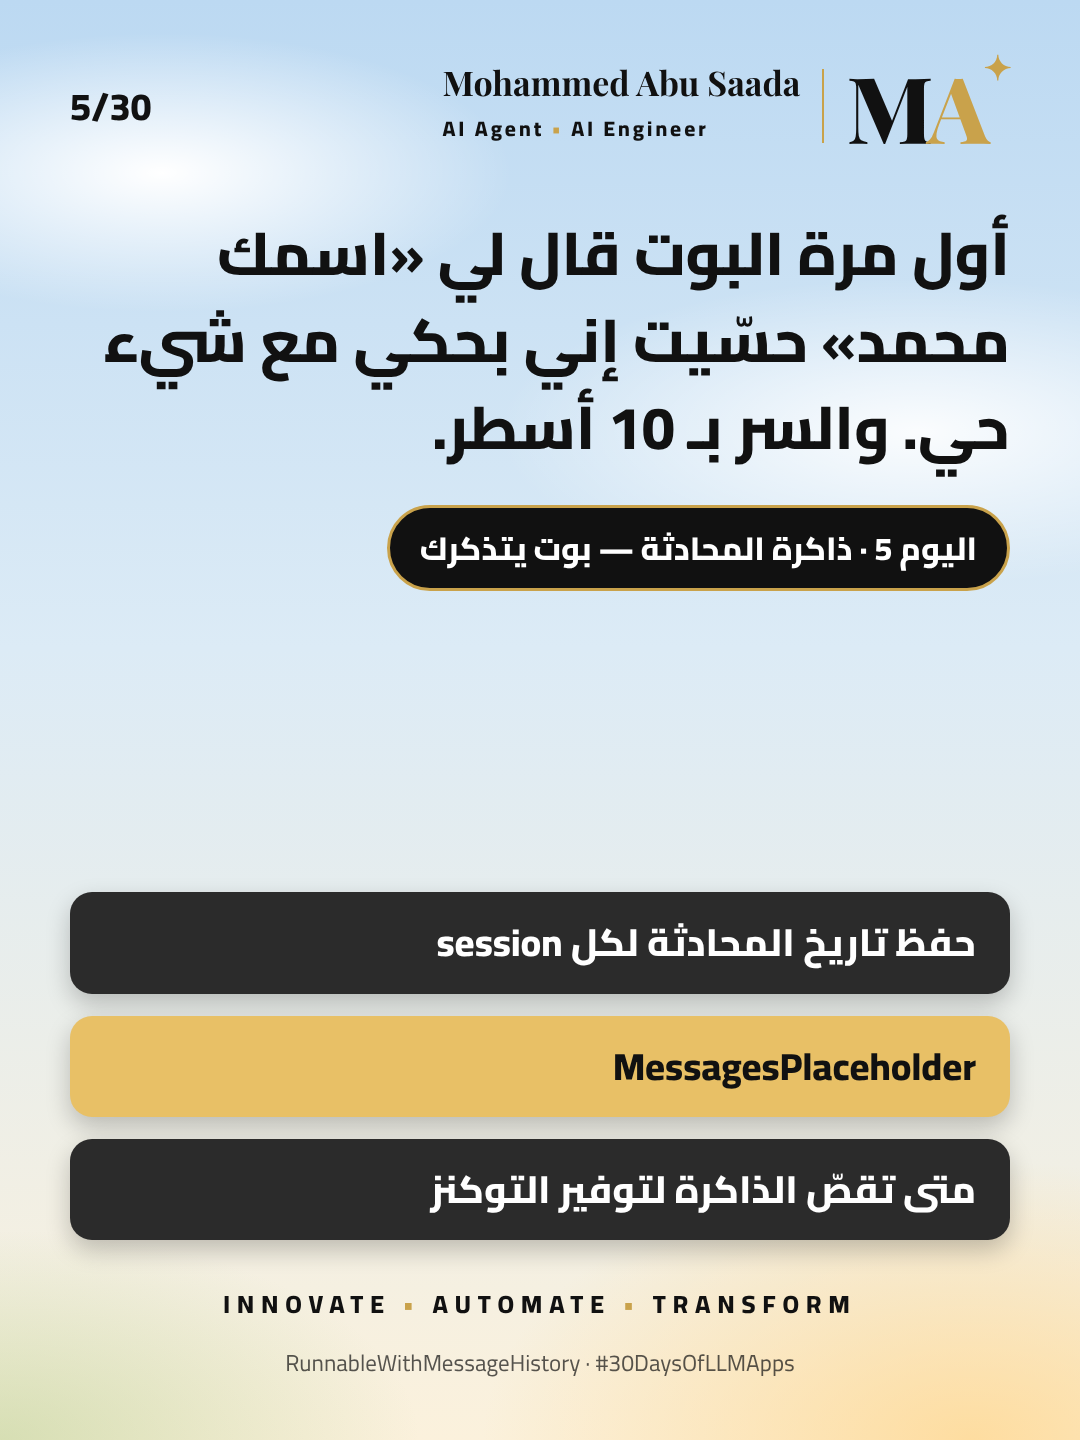 5/30
Mohammed Abu Saada
AI Agent ▪ AI Engineer
MA
أول مرة البوت قال لي «اسمك
محمد» حسّيت إني بحكي مع شيء
حي. والسر بـ 10 أسطر.
اليوم 5 · ذاكرة المحادثة — بوت يتذكرك
حفظ تاريخ المحادثة لكل session
MessagesPlaceholder
متى تقصّ الذاكرة لتوفير التوكنز
INNOVATE ▪ AUTOMATE ▪ TRANSFORM
RunnableWithMessageHistory · #30DaysOfLLMApps